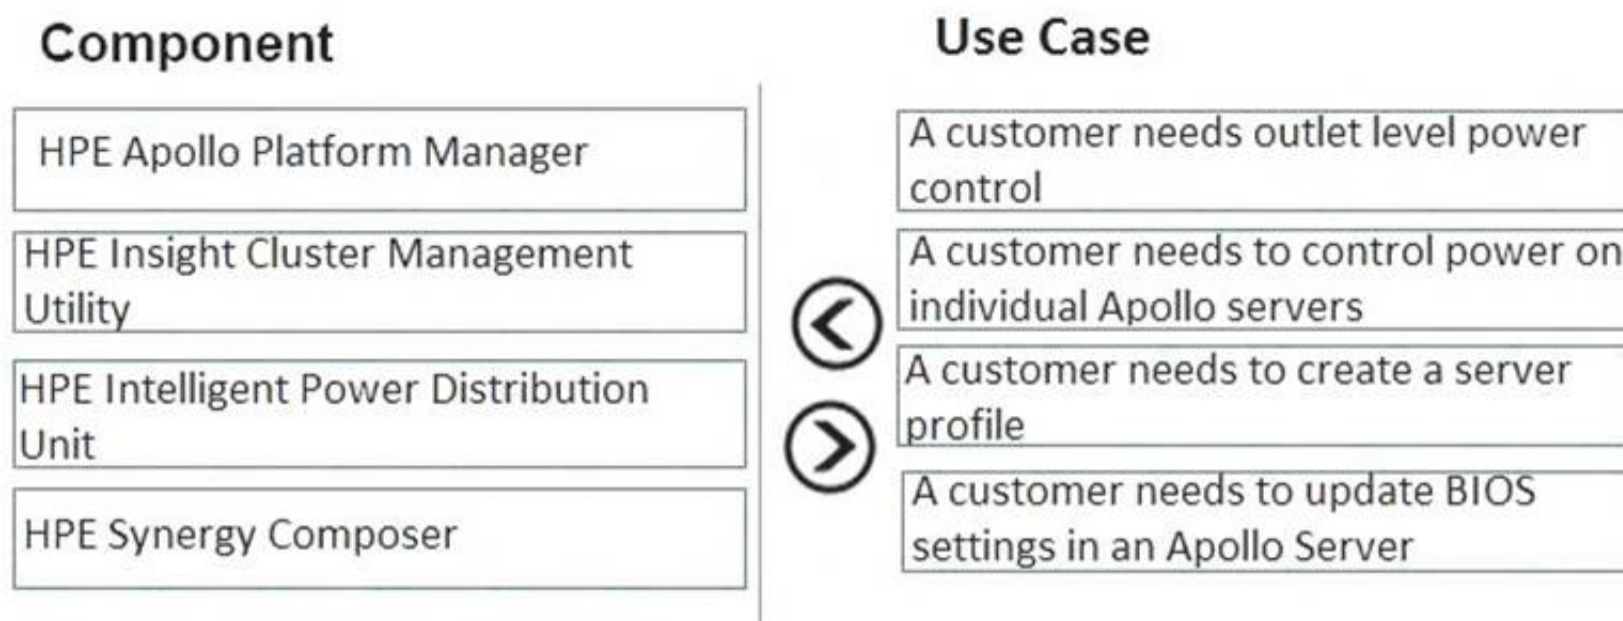 Component
HPE Apollo Platform Manager
HPE Insight Cluster Management
Utility
HPE Intelligent Power Distribution
Unit
HPE Synergy Composer
Use Case
A customer needs outlet level power
control
A customer needs to control power on
individual Apollo servers
A customer needs to create a server
profile
A customer needs to update BIOS
settings in an Apollo Server